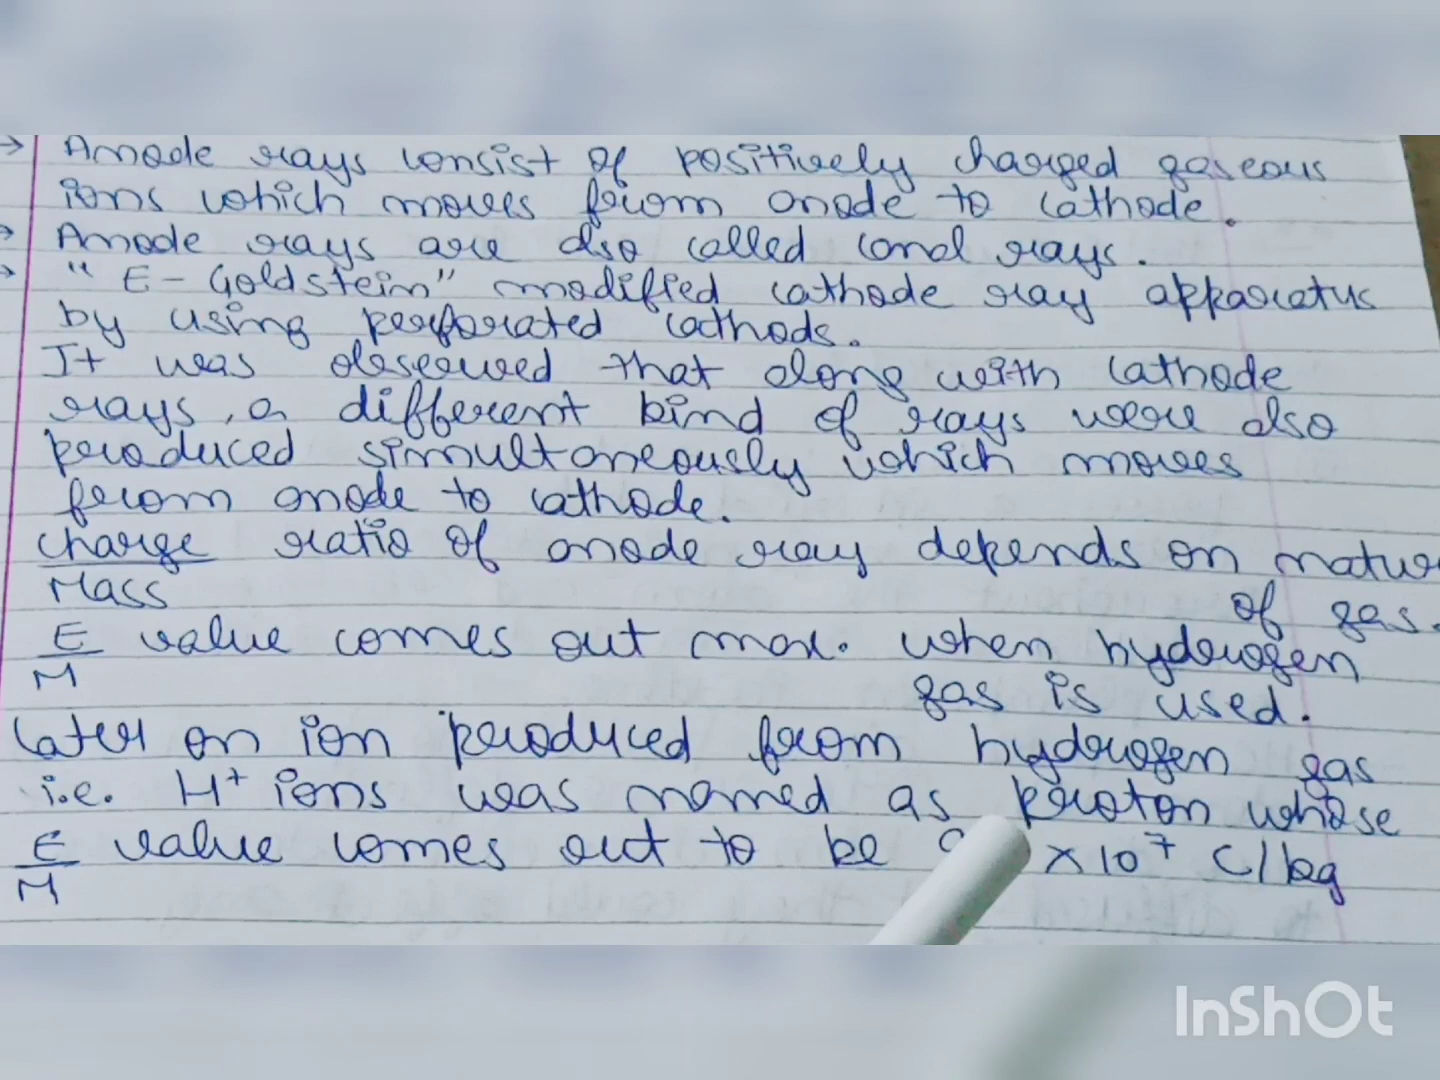 → Anode rays consist of positively charged gaseous
ions which moves from anode to cathode.
→ Anode rays are also called canal rays.
→ "E-Goldstein" modified cathode ray apparatus
by using perforated cathods.
It was observed that along with cathode
rays, a different kind of rays were also
produced simultaneously which moves
from anode to cathode.
Charge ratio of anode ray depends on natur
Mass
of gas.
E value comes out max. when hydrogen
M
gas is used.
Later on ion produced from hydrogen gas
i.e. H⁺ ions was named as proton whose
E value comes out to be ×10⁷ C/kg
M
InShOt